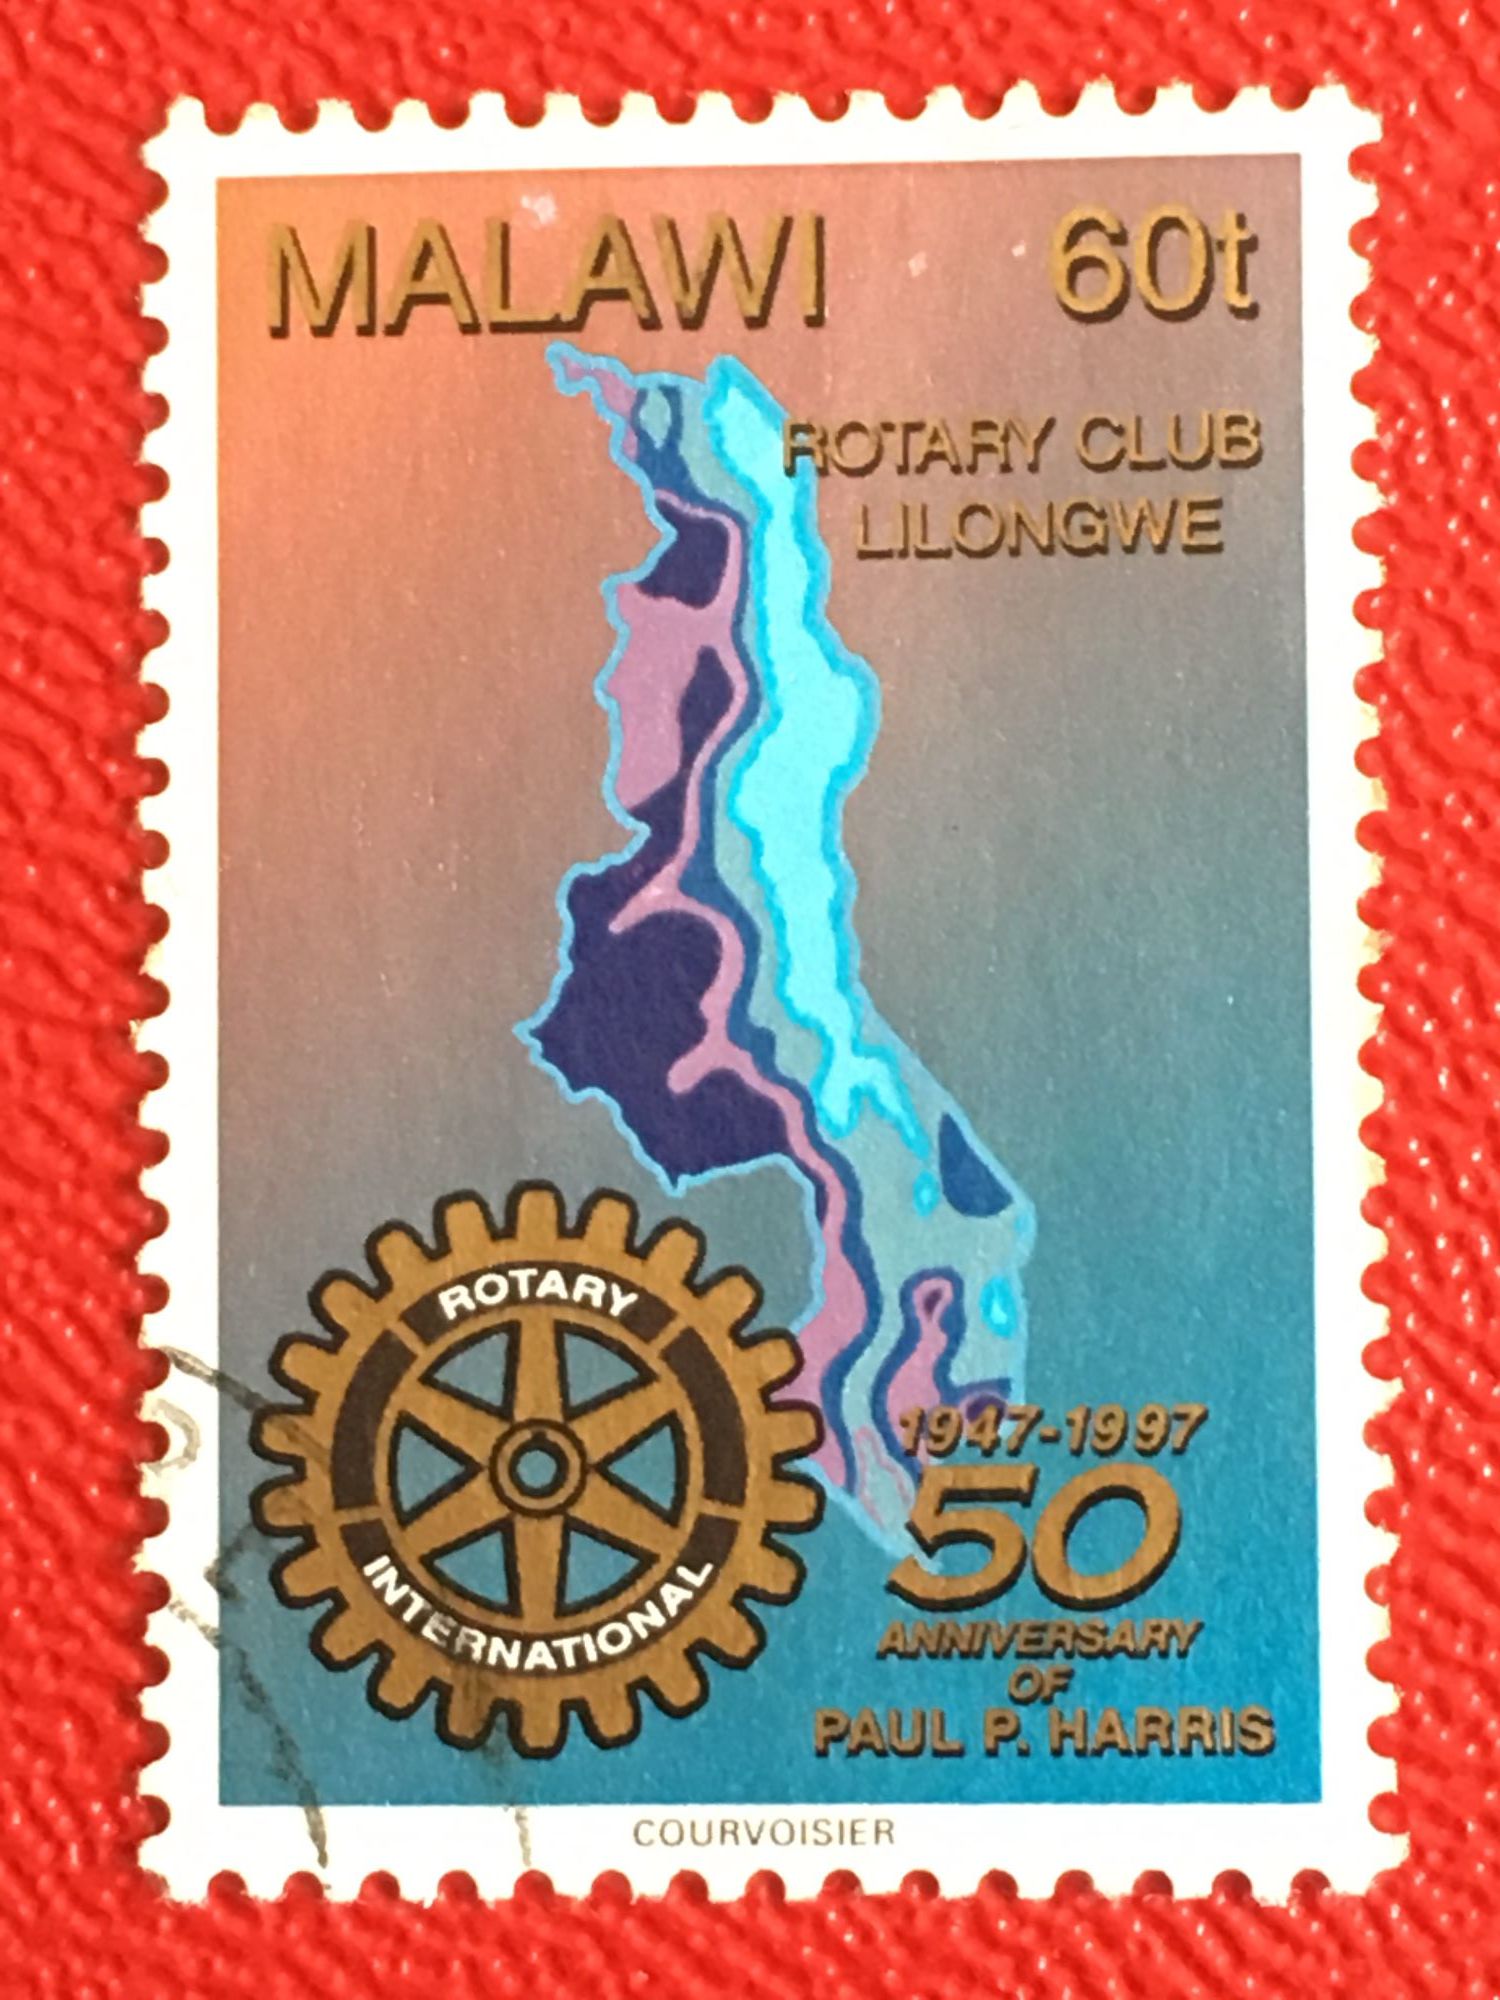 MALAWI 60t
ROTARY CLUB
LILONGWE
ROTARY
INTERNATIONAL
1947-1997
50
ANNIVERSARY
OF
PAUL P. HARRIS
COURVOISIER